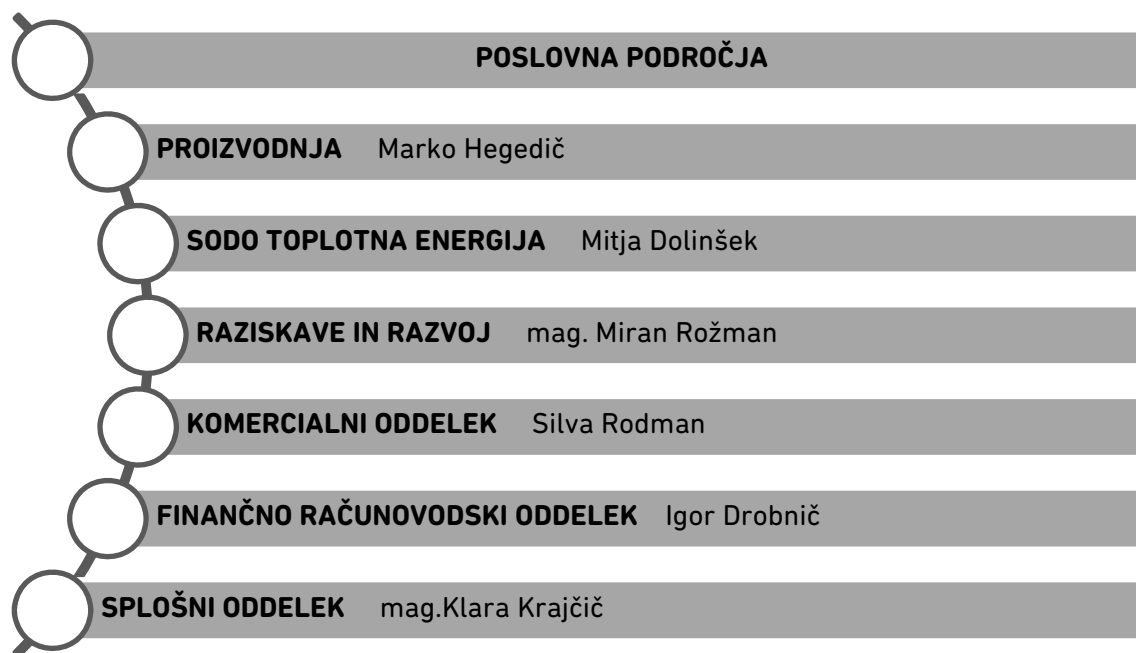 POSLOVNA PODROČJA
PROIZVODNJA Marko Hegedič
SODO TOPLOTNA ENERGIJA Mitja Dolinšek
RAZISKAVE IN RAZVOJ mag. Miran Rožman
KOMERCIALNI ODDELEK Silva Rodman
FINANČNO RAČUNOVODSKI ODDELEK Igor Drobnič
SPLOŠNI ODDELEK mag.Klara Krajčič